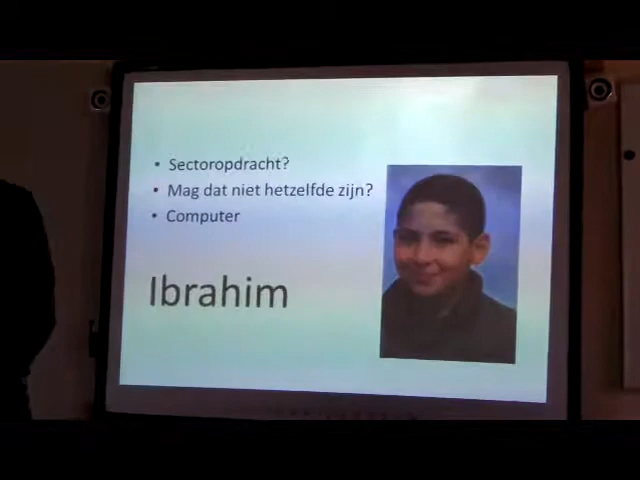 • Sectoropdracht?
• Mag dat niet hetzelfde zijn?
• Computer
Ibrahim